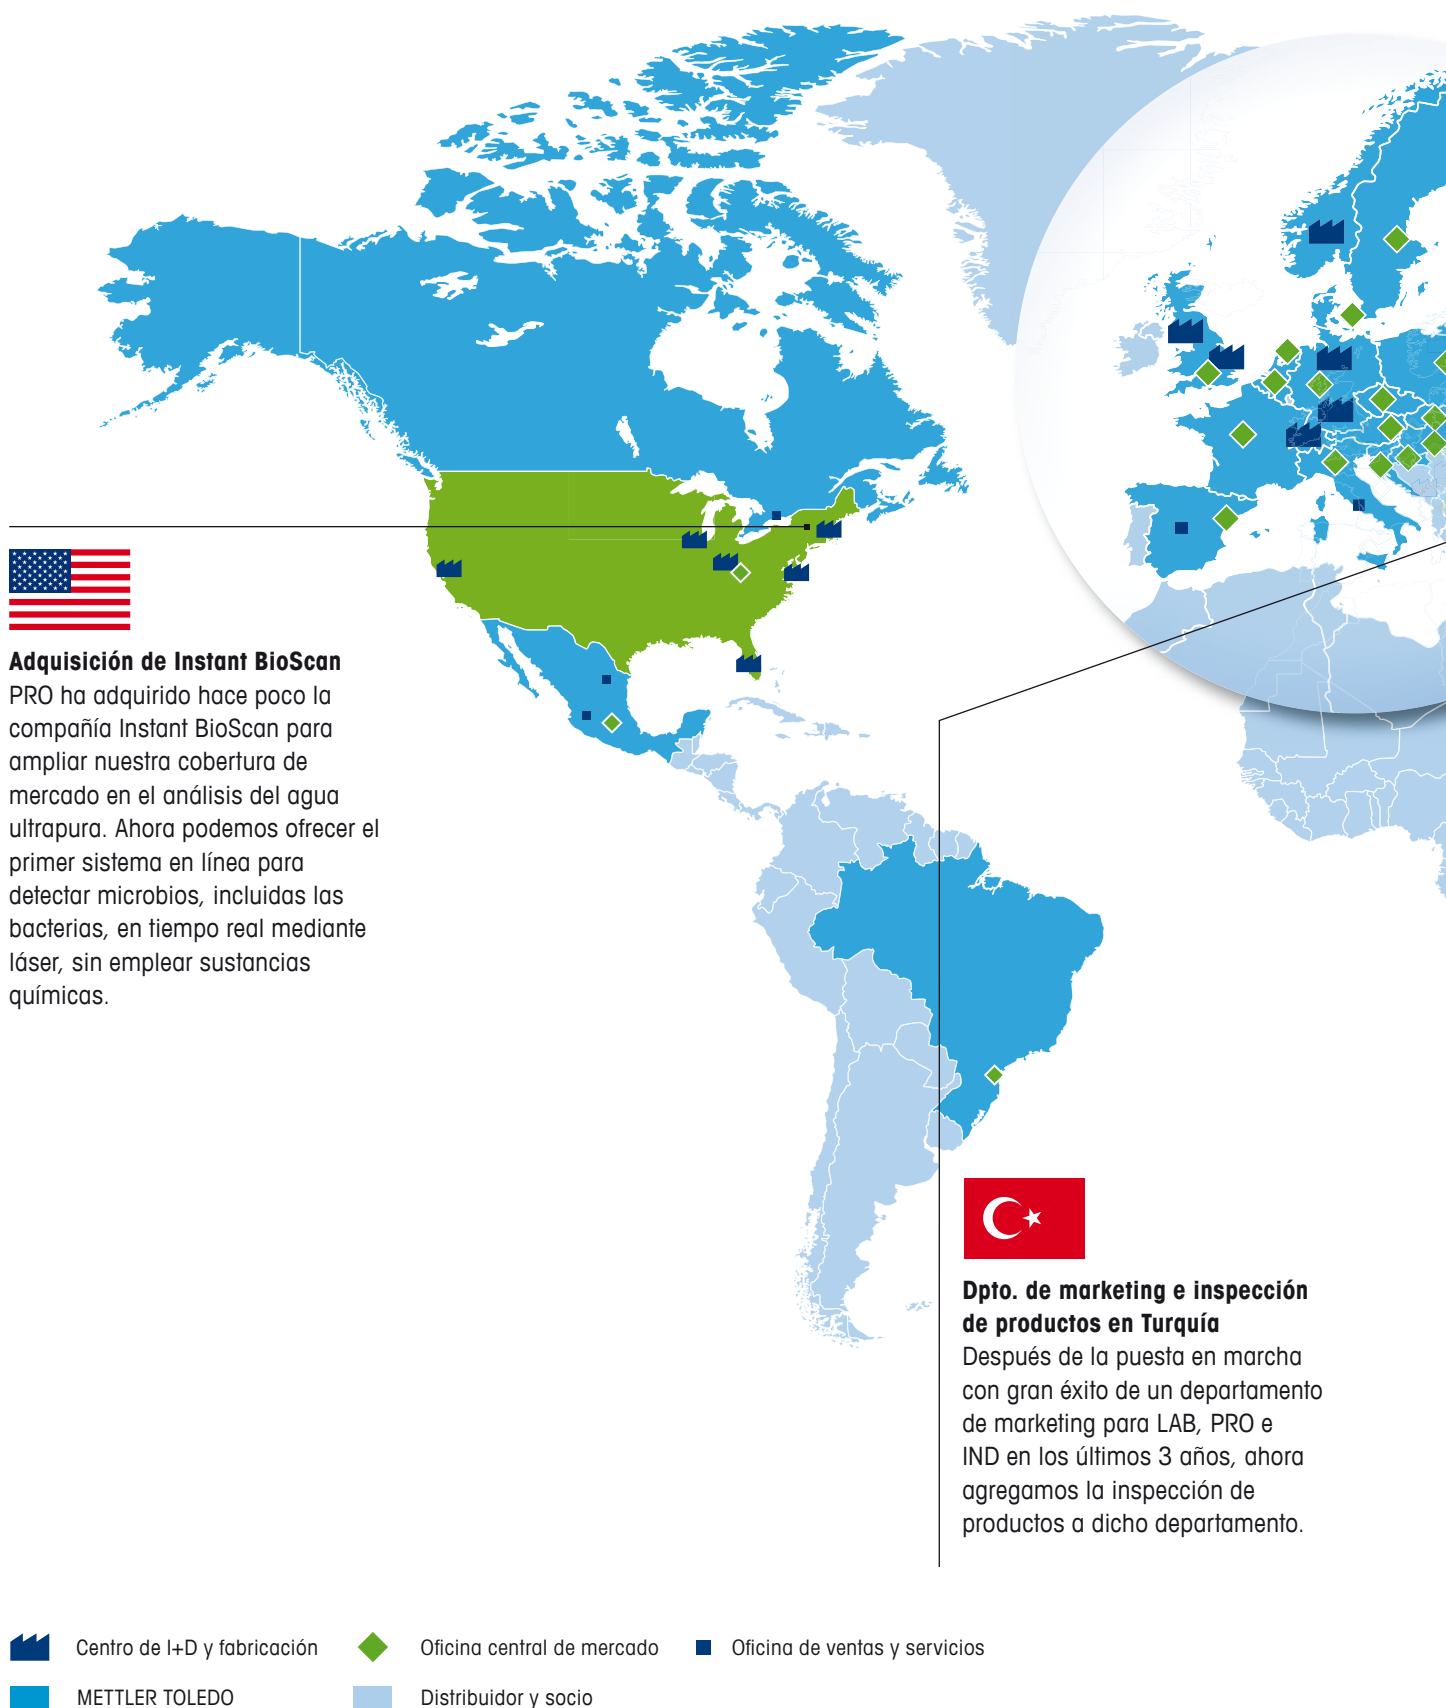 Adquisición de Instant BioScan
PRO ha adquirido hace poco la
compañía Instant BioScan para
ampliar nuestra cobertura de
mercado en el análisis del agua
ultrapura. Ahora podemos ofrecer el
primer sistema en línea para
detectar microbios, incluidas las
bacterias, en tiempo real mediante
láser, sin emplear sustancias
químicas.
Dpto. de marketing e inspección
de productos en Turquía
Después de la puesta en marcha
con gran éxito de un departamento
de marketing para LAB, PRO e
IND en los últimos 3 años, ahora
agregamos la inspección de
productos a dicho departamento.
Centro de I+D y fabricación
Oficina central de mercado
Oficina de ventas y servicios
METTLER TOLEDO
Distribuidor y socio